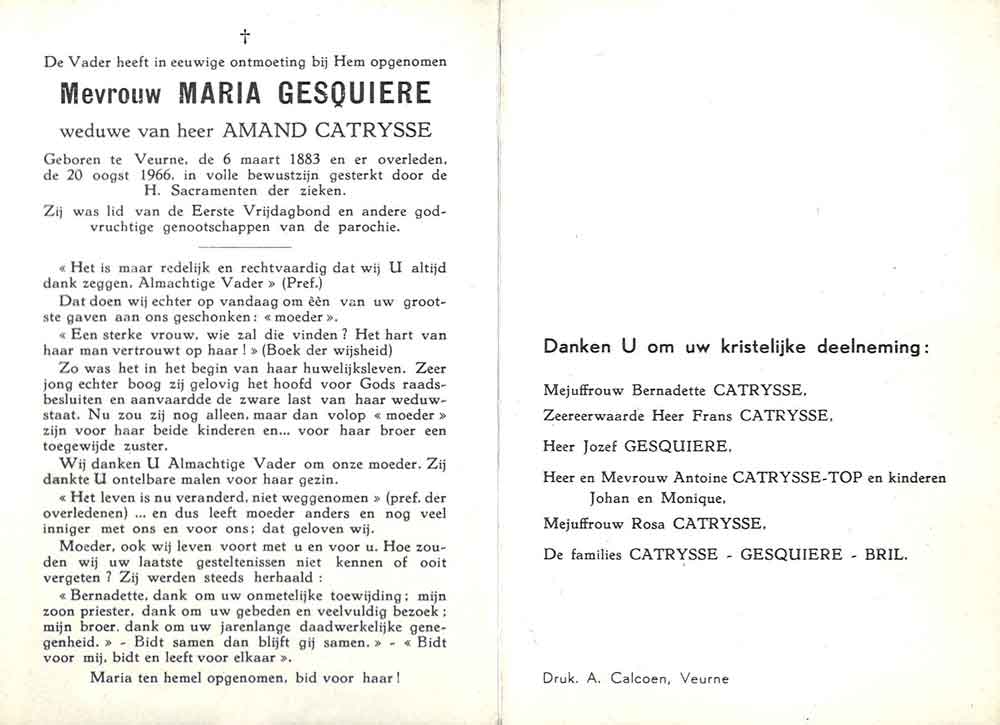 †
De Vader heeft in eeuwige ontmoeting bij Hem opgenomen
Mevrouw MARIA GESQUIERE
weduwe van heer AMAND CATRYSSE
Geboren te Veurne, de 6 maart 1883 en er overleden,
de 20 oogst 1966, in volle bewustzijn gesterkt door de
H. Sacramenten der zieken.
Zij was lid van de Eerste Vrijdagbond en andere god-
vruchtige genootschappen van de parochie.
« Het is maar redelijk en rechtvaardig dat wij U altijd
dank zeggen, Almachtige Vader » (Pref.)
Dat doen wij echter op vandaag om èèn van uw groot-
ste gaven aan ons geschonken : « moeder ».
« Een sterke vrouw, wie zal die vinden ? Het hart van
haar man vertrouwt op haar ! » (Boek der wijsheid)
Zo was het in het begin van haar huwelijksleven. Zeer
jong echter boog zij gelovig het hoofd voor Gods raads-
besluiten en aanvaardde de zware last van haar weduw-
staat. Nu zou zij nog alleen, maar dan volop « moeder »
zijn voor haar beide kinderen en... voor haar broer een
toegewijde zuster.
Wij danken U Almachtige Vader om onze moeder. Zij
dankte U ontelbare malen voor haar gezin.
« Het leven is nu veranderd, niet weggenomen » (pref. der
overledenen) ... en dus leeft moeder anders en nog veel
inniger met ons en voor ons ; dat geloven wij.
Moeder, ook wij leven voort met u en voor u. Hoe zou-
den wij uw laatste gesteltenissen niet kennen of ooit
vergeten ? Zij werden steeds herhaald :
« Bernadette, dank om uw onmetelijke toewijding ; mijn
zoon priester, dank om uw gebeden en veelvuldig bezoek ;
mijn broer, dank om uw jarenlange daadwerkelijke gene-
genheid. » - Bidt samen dan blijft gij samen. » - « Bidt
voor mij, bidt en leeft voor elkaar ».
Maria ten hemel opgenomen, bid voor haar !
Danken U om uw kristelijke deelneming :
Mejuffrouw Bernadette CATRYSSE,
Zeereerwaarde Heer Frans CATRYSSE,
Heer Jozef GESQUIERE,
Heer en Mevrouw Antoine CATRYSSE-TOP en kinderen
Johan en Monique,
Mejuffrouw Rosa CATRYSSE,
De families CATRYSSE - GESQUIERE - BRIL.
Druk. A. Calcoen, Veurne